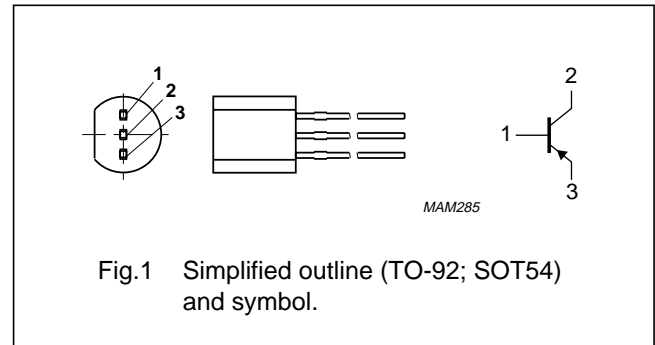 1
2
3
2
1
3
MAM285
Fig.1 Simplified outline (TO-92; SOT54)
and symbol.